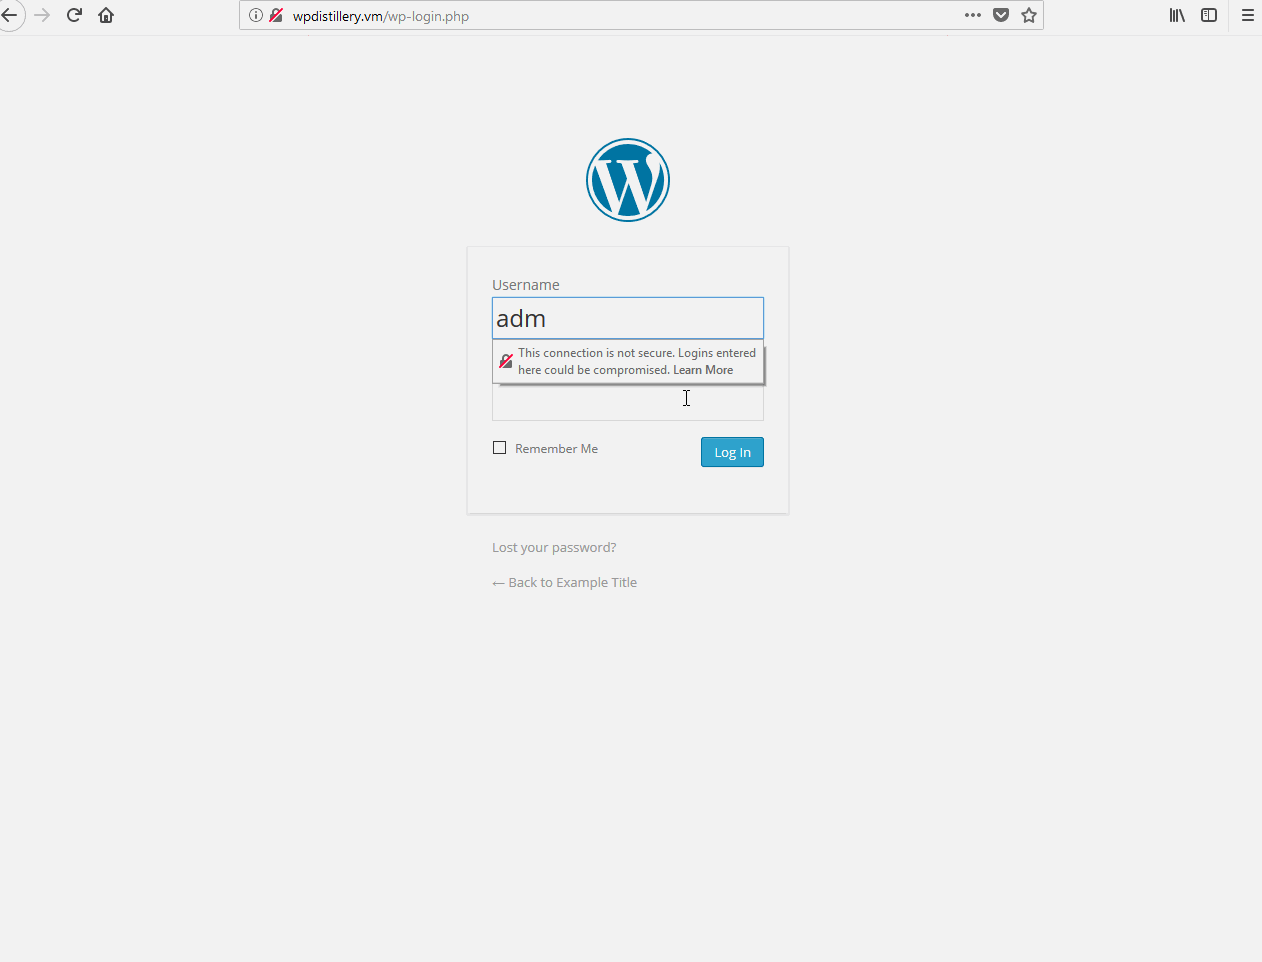 wpdistillery.vm/wp-login.php
Username
adm
This connection is not secure. Logins entered
here could be compromised. Learn More
Remember Me
Log In
Lost your password?
← Back to Example Title